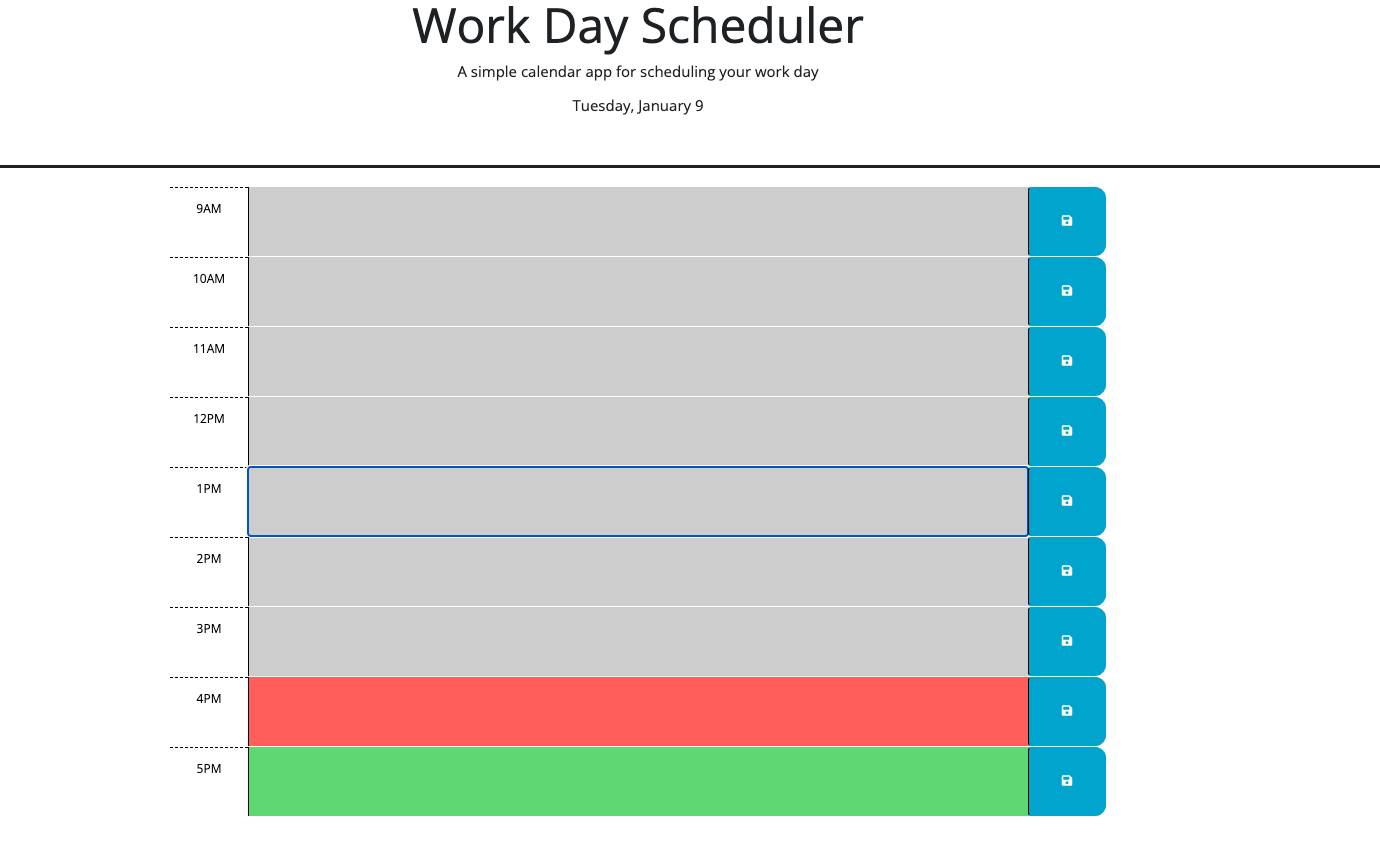 Work Day Scheduler
A simple calendar app for scheduling your work day
Tuesday, January 9
9AM
10AM
11AM
12PM
1PM
2PM
3PM
4PM
5PM